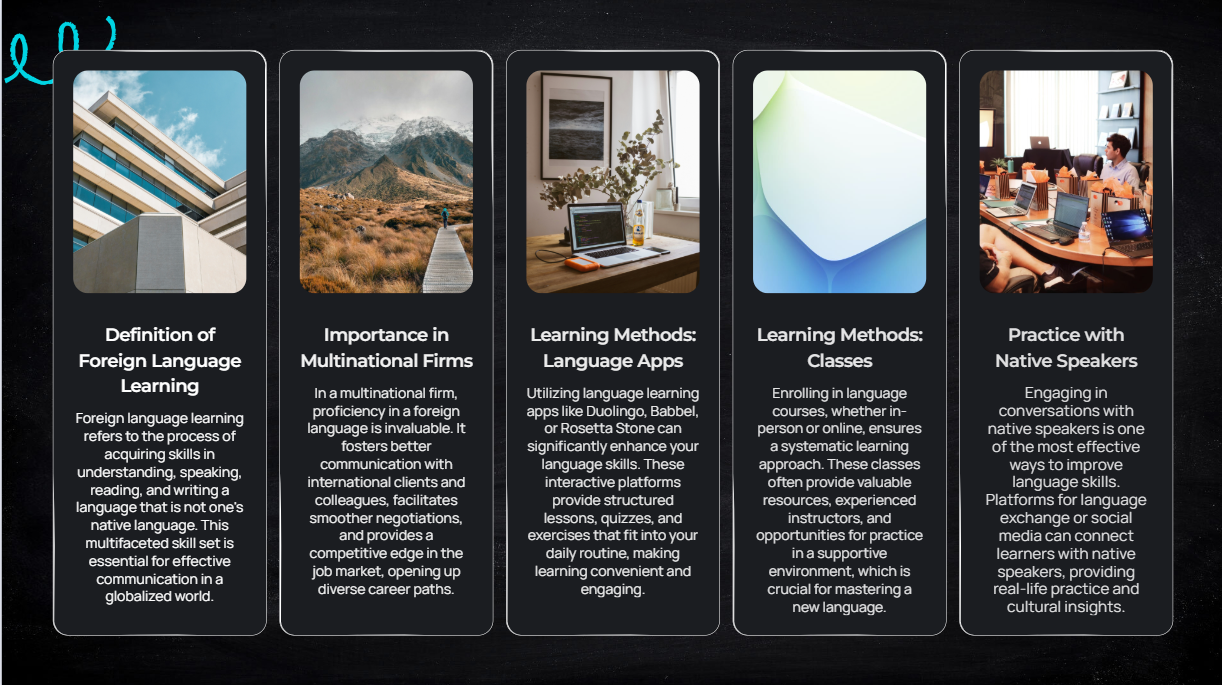 Definition of
Foreign Language
Learning
Foreign language learning
refers to the process of
acquiring skills in
understanding, speaking,
reading, and writing a
language that is not one's
native language. This
multifaceted skill set is
essential for effective
communication in a
globalized world.
Importance in
Multinational Firms
In a multinational firm,
proficiency in a foreign
language is invaluable. It
fosters better
communication with
international clients and
colleagues, facilitates
smoother negotiations,
and provides a
competitive edge in the
job market, opening up
diverse career paths.
Learning Methods:
Language Apps
Utilizing language learning
apps like Duolingo, Babbel,
or Rosetta Stone can
significantly enhance your
language skills. These
interactive platforms
provide structured
lessons, quizzes, and
exercises that fit into your
daily routine, making
learning convenient and
engaging.
Learning Methods:
Classes
Enrolling in language
courses, whether in-
person or online, ensures
a systematic learning
approach. These classes
often provide valuable
resources, experienced
instructors, and
opportunities for practice
in a supportive
environment, which is
crucial for mastering a
new language.
Practice with
Native Speakers
Engaging in
conversations with
native speakers is one
of the most effective
ways to improve
language skills.
Platforms for language
exchange or social
media can connect
learners with native
speakers, providing
real-life practice and
cultural insights.